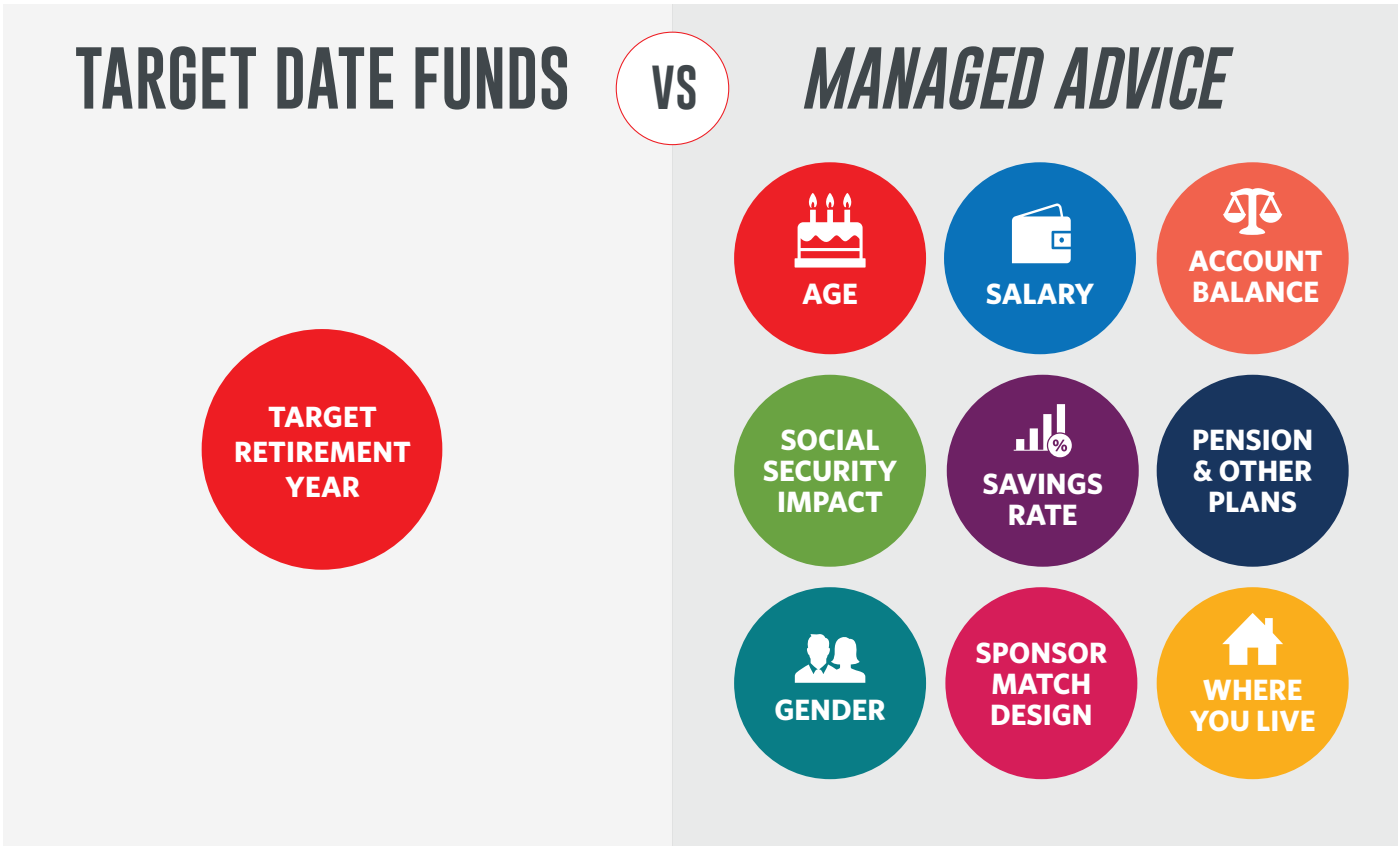 TARGET DATE FUNDS
VS
MANAGED ADVICE
TARGET
RETIREMENT
YEAR
AGE
SALARY
ACCOUNT
BALANCE
SOCIAL
SECURITY
IMPACT
%
SAVINGS
RATE
PENSION
& OTHER
PLANS
GENDER
SPONSOR
MATCH
DESIGN
WHERE
YOU LIVE